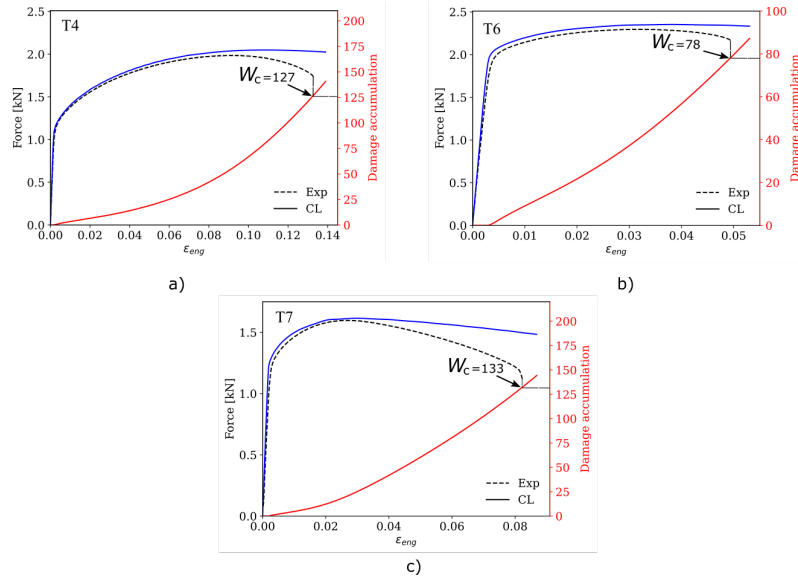 T4
Force [kN]
2.5
2.0
1.5
1.0
0.5
0.0
W_C=127
Exp
CL
200
175
150
125
100
75
50
25
0
Damage accumulation
0.00 0.02 0.04 0.06 0.08 0.10 0.12 0.14
ε_eng
a)
T6
Force [kN]
2.5
2.0
1.5
1.0
0.5
0.0
W_C=78
Exp
CL
100
80
60
40
20
0
Damage accumulation
0.00 0.01 0.02 0.03 0.04 0.05
ε_eng
b)
T7
Force [kN]
1.5
1.0
0.5
0.0
W_C=133
Exp
CL
200
175
150
125
100
75
50
25
0
Damage accumulation
0.00 0.02 0.04 0.06 0.08
ε_eng
c)